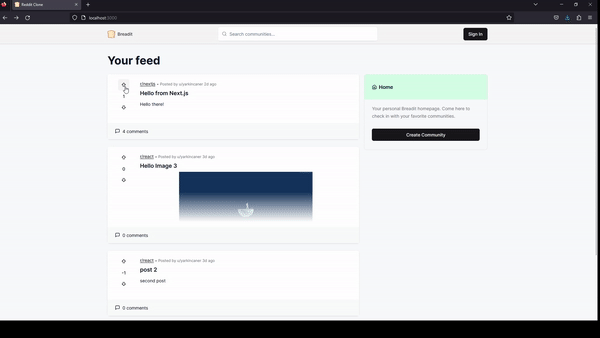 Reddit Clone
localhost:3000
Breadit
Search communities...
Sign In
Your feed
r/nextjs • Posted by u/yarkinvarer 2d ago
Hello from Next.js
1
Hello there!
4 comments
r/react • Posted by u/yarkinvarer 3d ago
Hello Image 3
0
0 comments
r/react • Posted by u/yarkinvarer 3d ago
post 2
-1
second post
0 comments
Home
Your personal Breadit homepage. Come here to
check in with your favorite communities.
Create Community